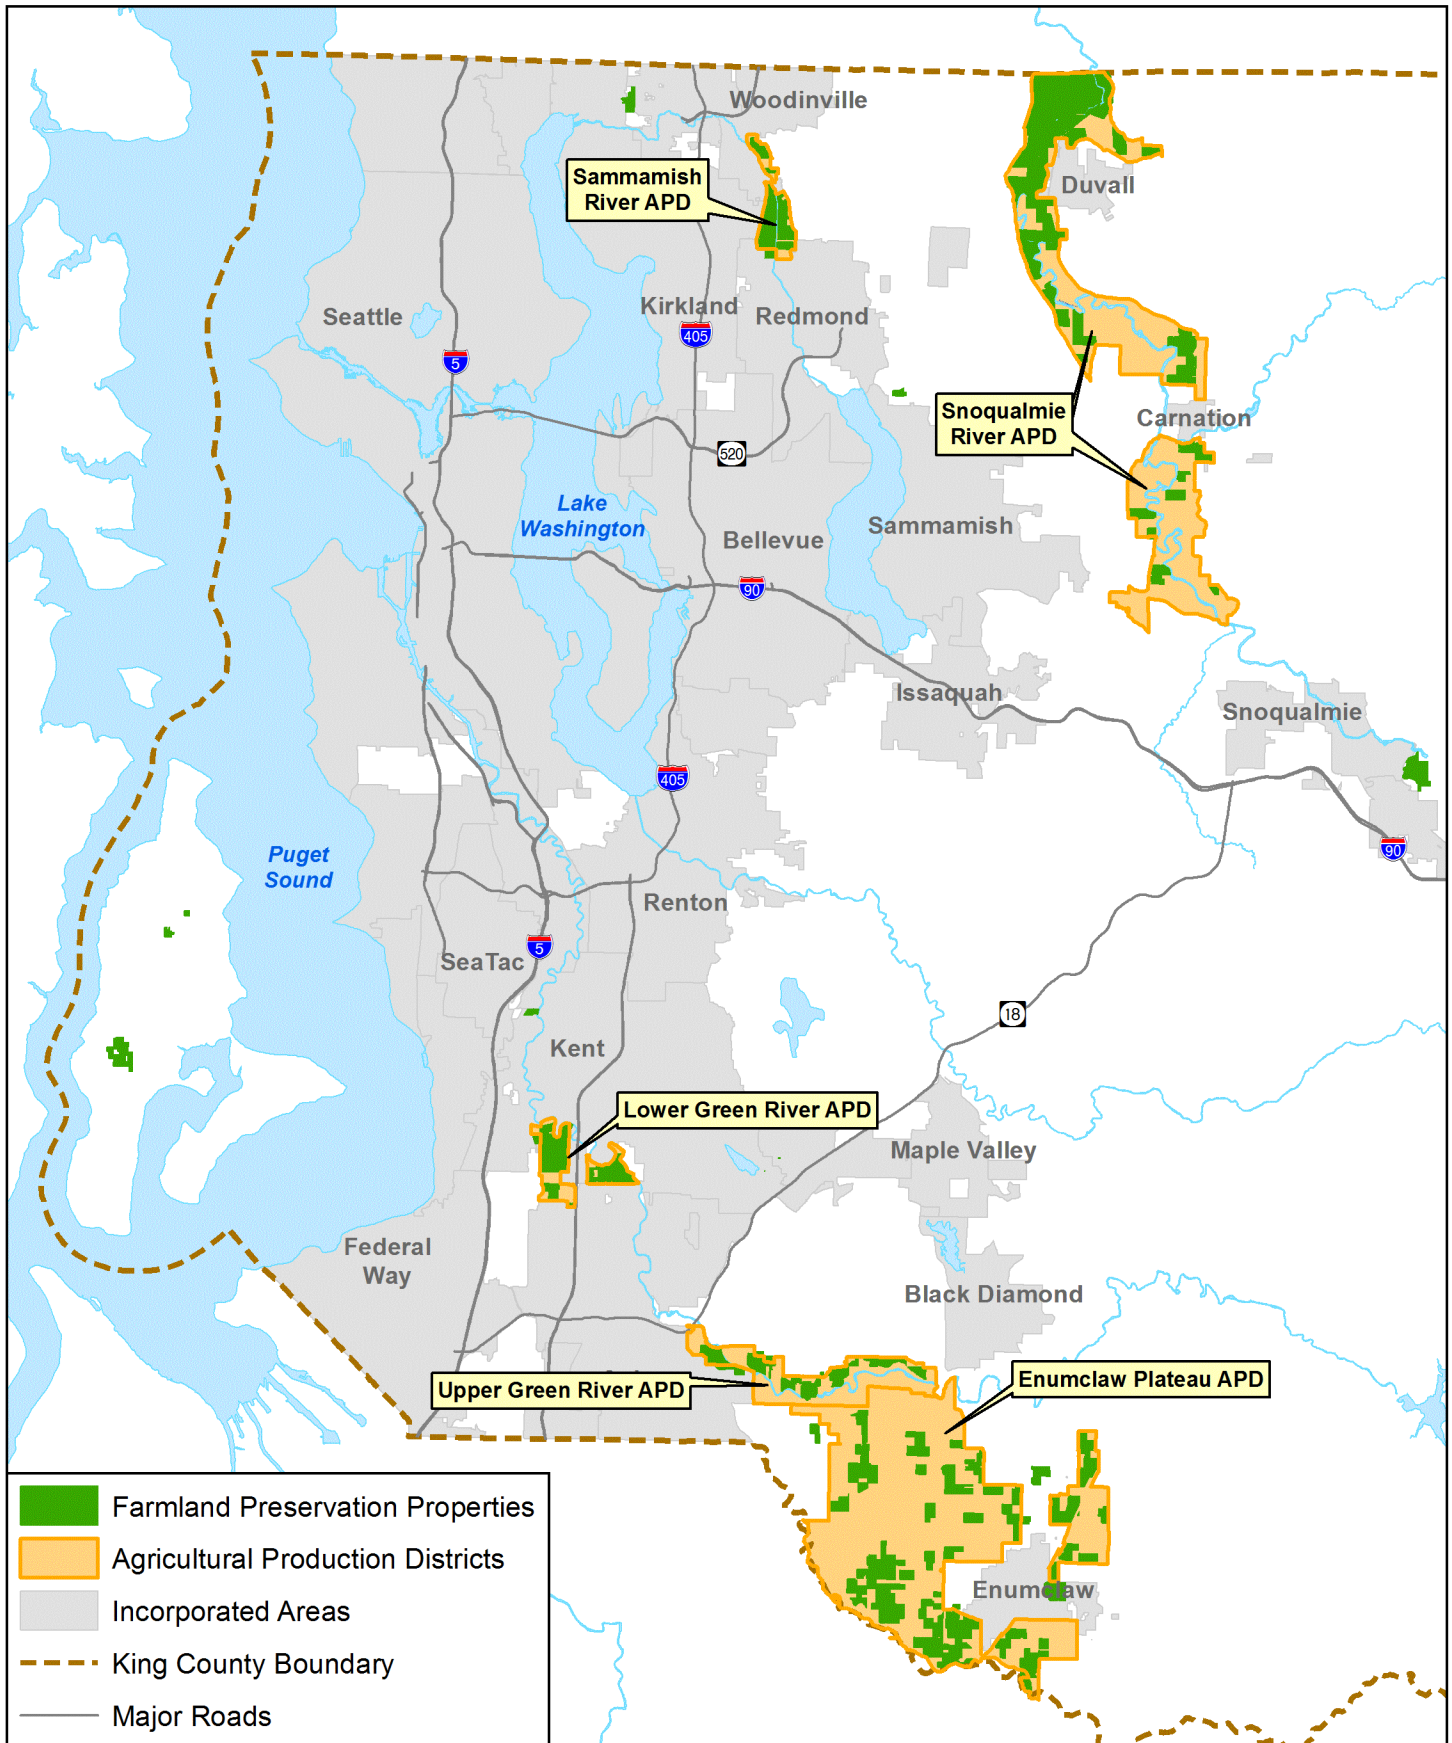 Woodinville
Sammamish
River APD
Duvall
Seattle
Kirkland
Redmond
405
5
Snoqualmie
River APD
Carnation
520
Lake
Washington
Bellevue
Sammamish
90
Issaquah
Snoqualmie
405
90
Puget
Sound
Renton
SeaTac
5
18
Kent
Lower Green River APD
Maple Valley
Federal
Way
Black Diamond
Upper Green River APD
Enumclaw Plateau APD
Enumclaw
Farmland Preservation Properties
Agricultural Production Districts
Incorporated Areas
King County Boundary
Major Roads